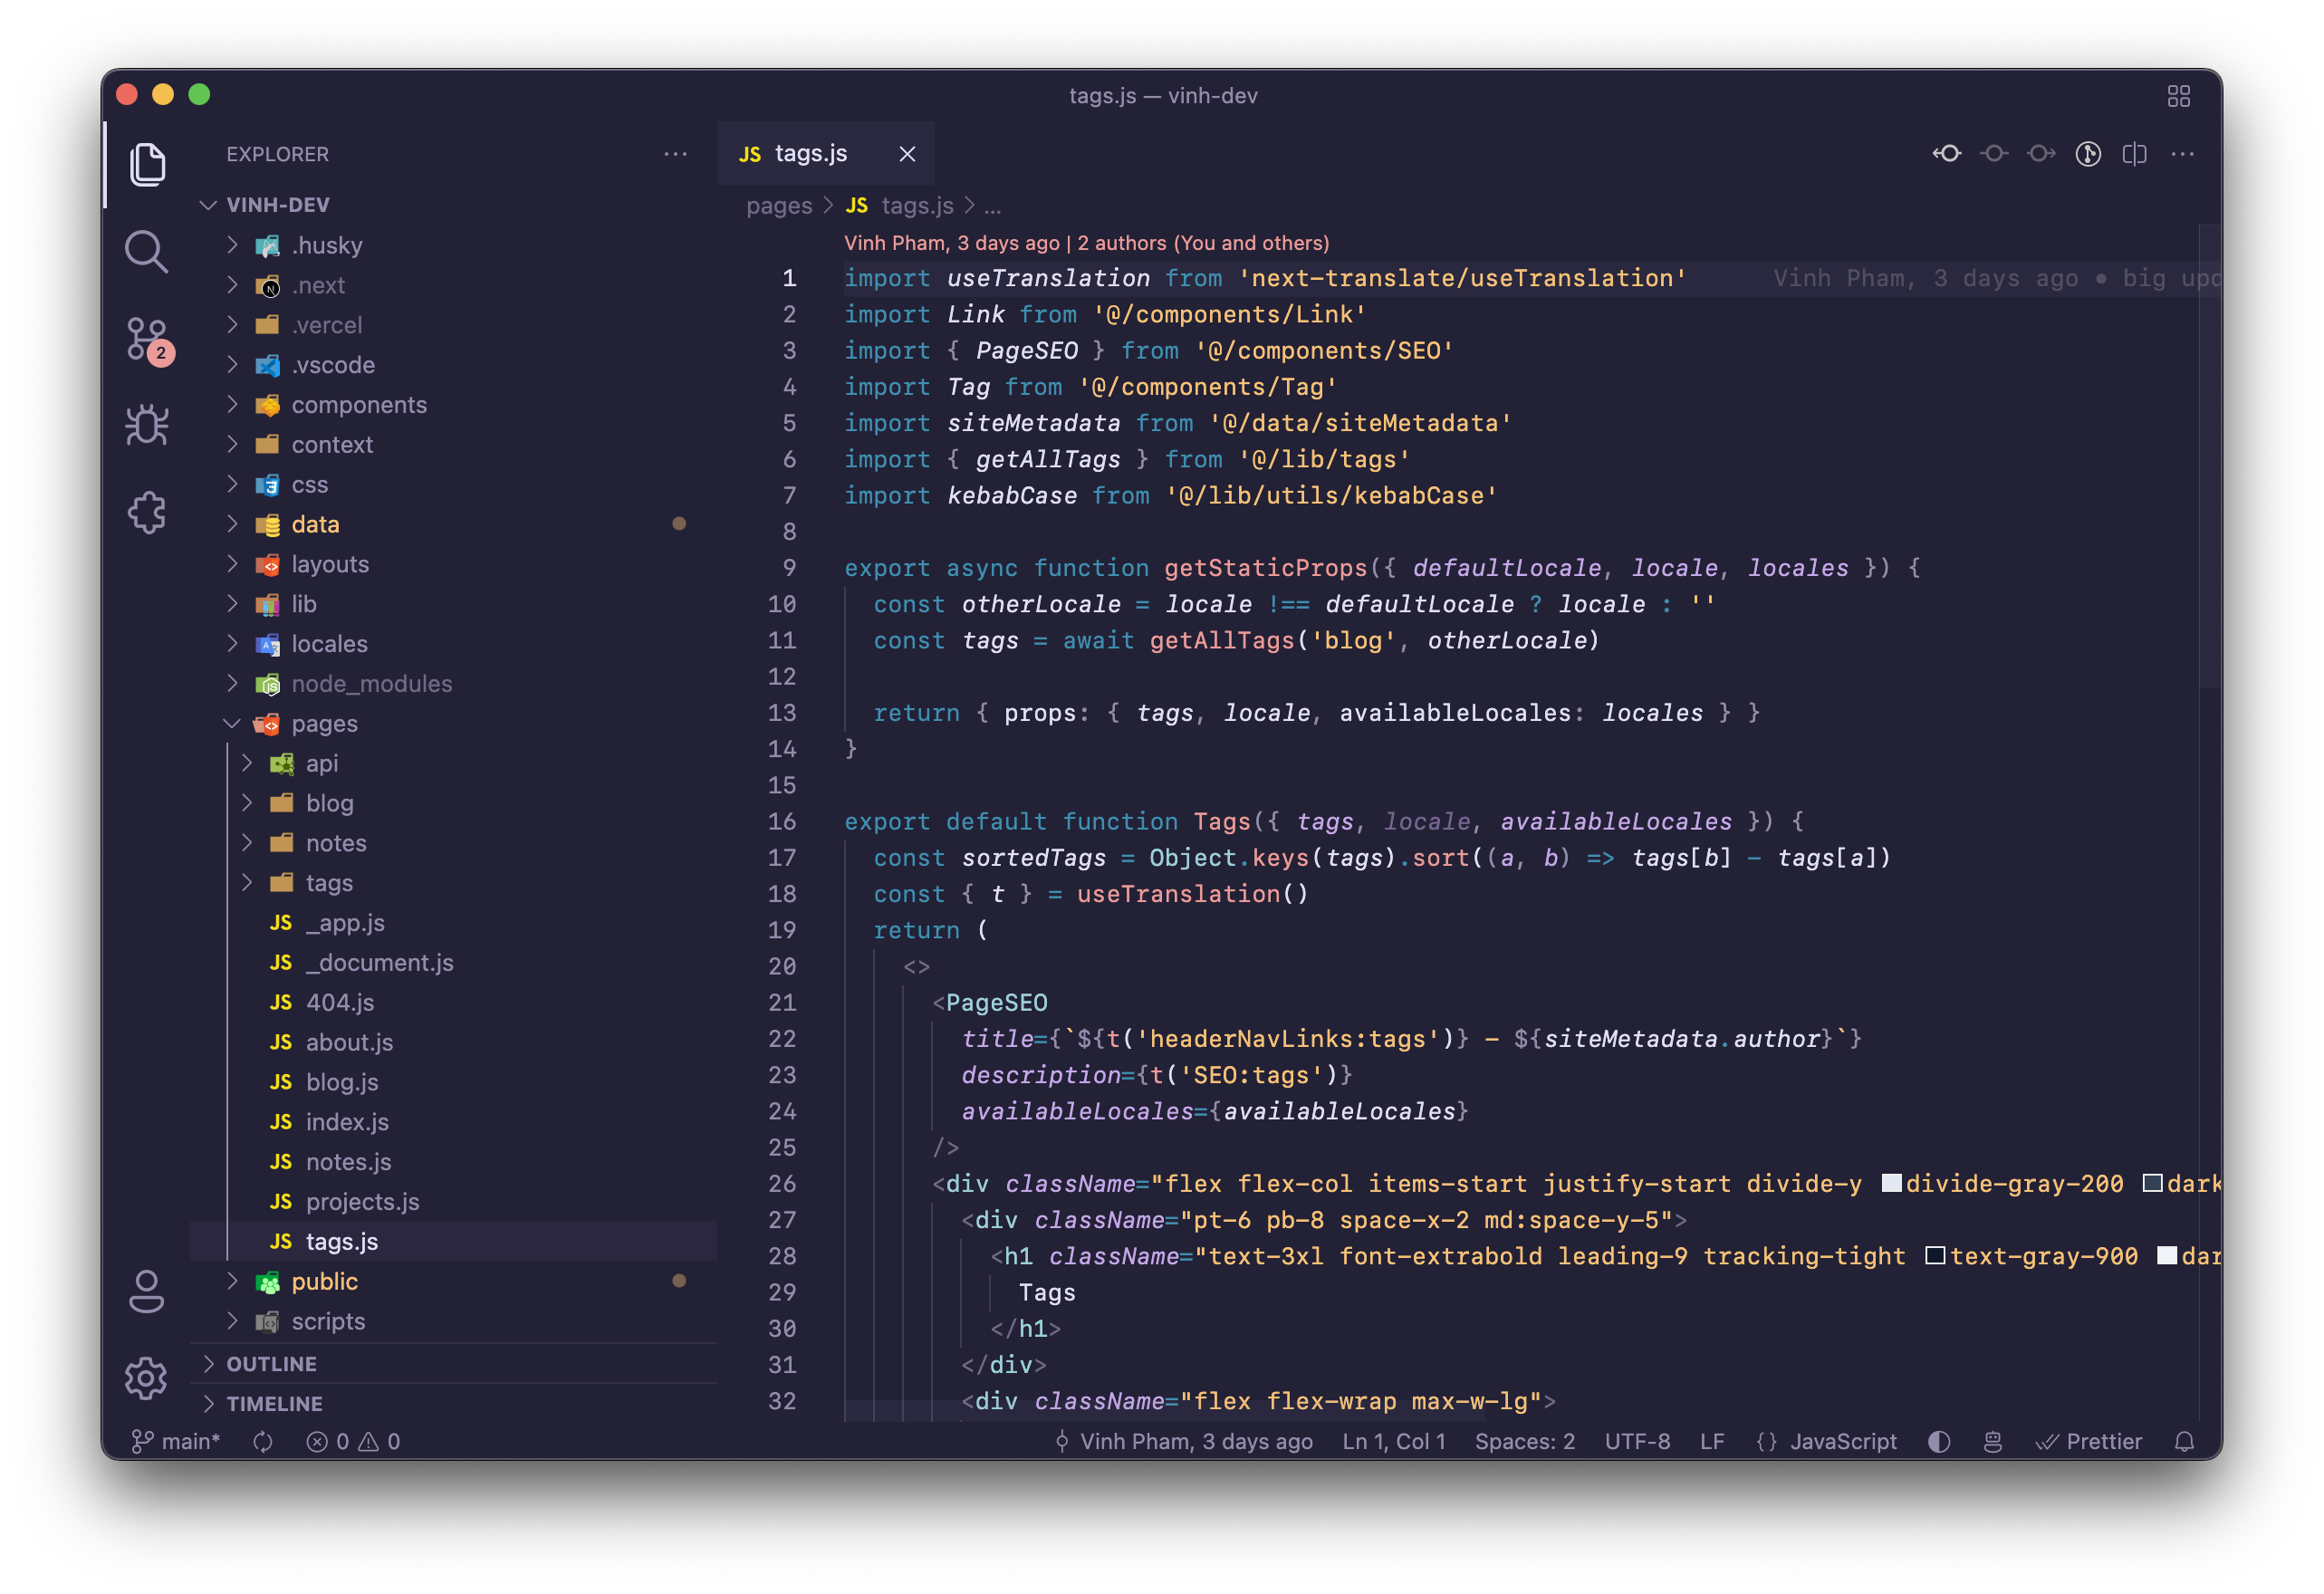 tags.js — vinh-dev
EXPLORER
VINH-DEV
.husky
.next
.vercel
.vscode
components
context
css
data
layouts
lib
locales
node_modules
pages
api
blog
notes
tags
JS _app.js
JS _document.js
JS 404.js
JS about.js
JS blog.js
JS index.js
JS notes.js
JS projects.js
JS tags.js
public
scripts
OUTLINE
TIMELINE
2
JS tags.js
pages > JS tags.js > ...
Vinh Pham, 3 days ago | 2 authors (You and others)
1 import useTranslation from 'next-translate/useTranslation' Vinh Pham, 3 days ago • big upd
2 import Link from '@/components/Link'
3 import { PageSEO } from '@/components/SEO'
4 import Tag from '@/components/Tag'
5 import siteMetadata from '@/data/siteMetadata'
6 import { getAllTags } from '@/lib/tags'
7 import kebabCase from '@/lib/utils/kebabCase'
8
9 export async function getStaticProps({ defaultLocale, locale, locales }) {
10 const otherLocale = locale !== defaultLocale ? locale : ''
11 const tags = await getAllTags('blog', otherLocale)
12
13 return { props: { tags, locale, availableLocales: locales } }
14 }
15
16 export default function Tags({ tags, locale, availableLocales }) {
17 const sortedTags = Object.keys(tags).sort((a, b) => tags[b] - tags[a])
18 const { t } = useTranslation()
19 return (
20 <>
21 <PageSEO
22 title={`${t('headerNavLinks:tags')} - ${siteMetadata.author}`}
23 description={t('SEO:tags')}
24 availableLocales={availableLocales}
25 />
26 <div className="flex flex-col items-start justify-start divide-y divide-gray-200 dark
27 <div className="pt-6 pb-8 space-x-2 md:space-y-5">
28 <h1 className="text-3xl font-extrabold leading-9 tracking-tight text-gray-900 dar
29 Tags
30 </h1>
31 </div>
32 <div className="flex flex-wrap max-w-lg">
main* 0 0 Vinh Pham, 3 days ago Ln 1, Col 1 Spaces: 2 UTF-8 LF {} JavaScript Prettier